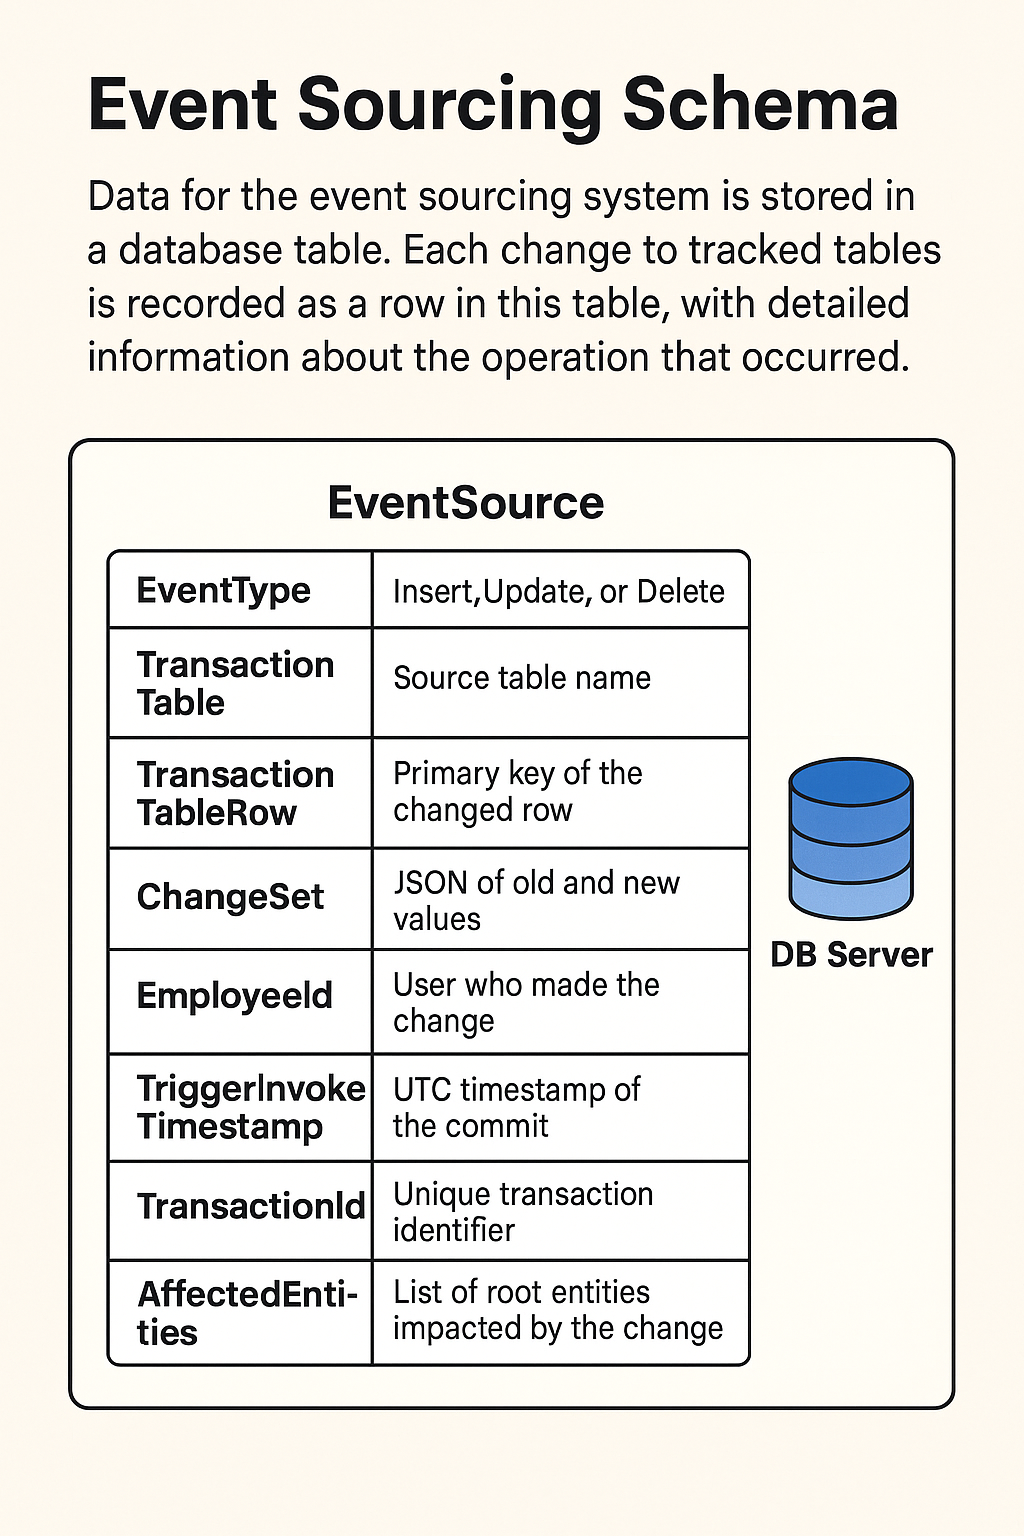 Event Sourcing Schema
Data for the event sourcing system is stored in
a database table. Each change to tracked tables
is recorded as a row in this table, with detailed
information about the operation that occurred.
EventSource
EventType
Insert,Update, or Delete
Transaction
Table
Source table name
Transaction
TableRow
Primary key of the
changed row
ChangeSet
JSON of old and new
values
EmployeeId
User who made the
change
TriggerInvoke
Timestamp
UTC timestamp of
the commit
TransactionId
Unique transaction
identifier
AffectedEnti-
ties
List of root entities
impacted by the change
DB Server